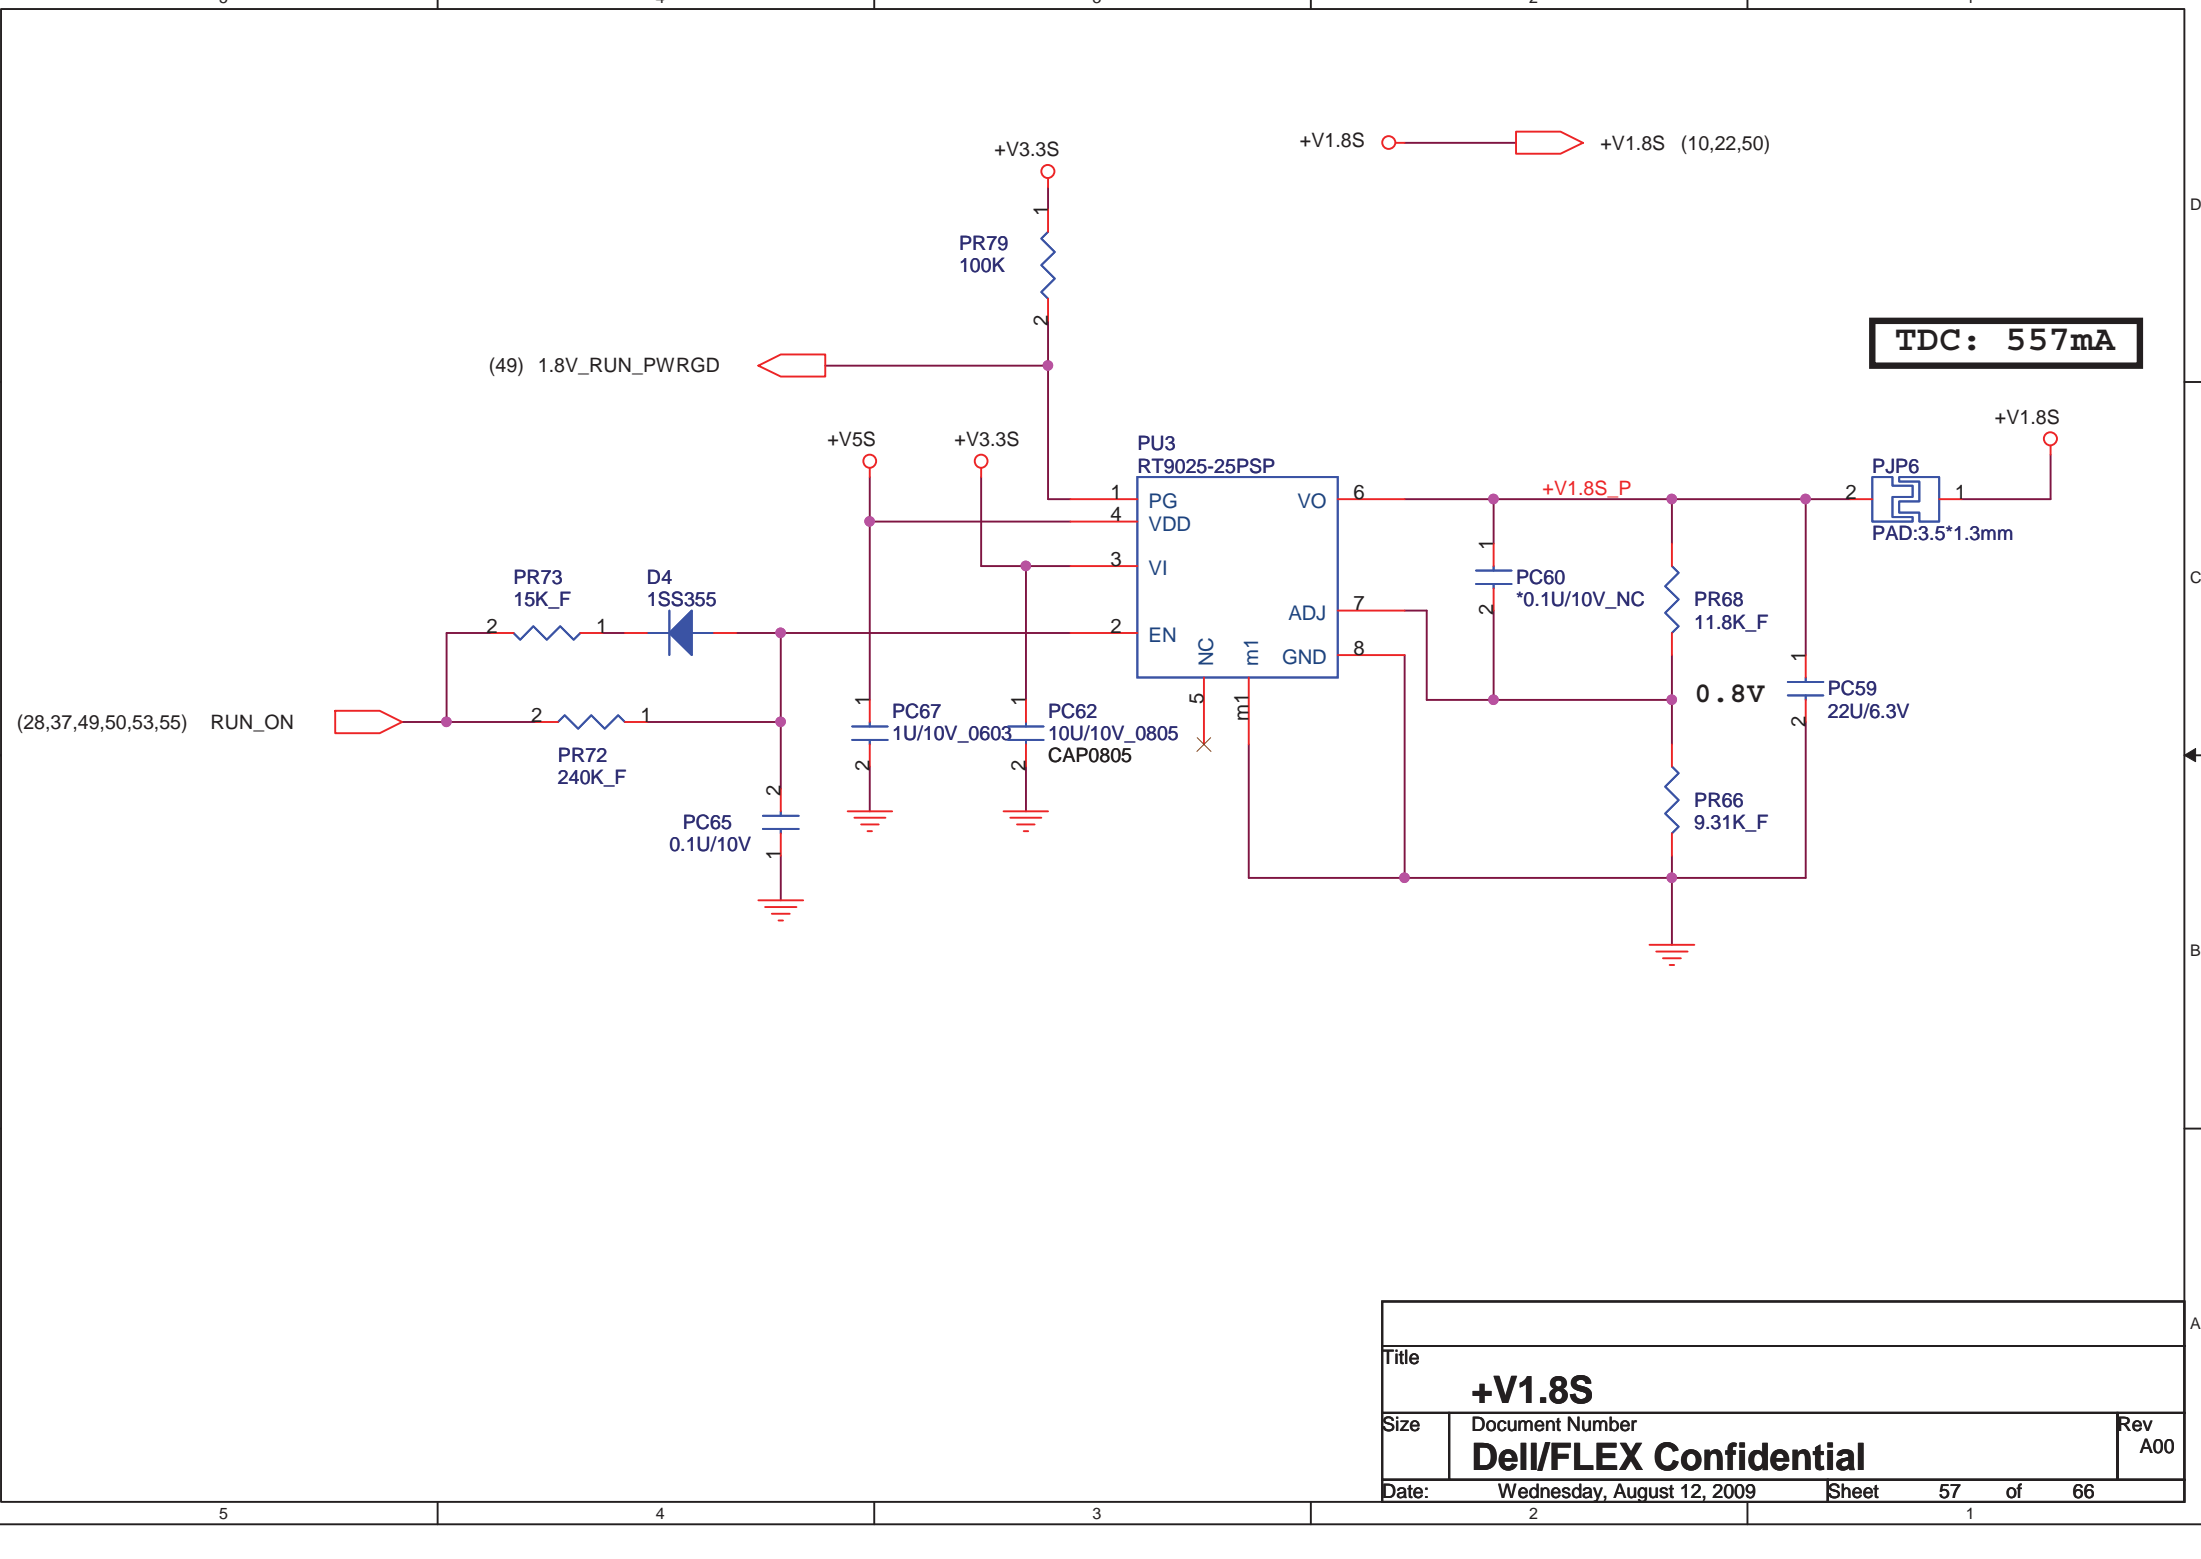 +V1.8S
+V1.8S (10,22,50)
+V3.3S
1
PR79
100K
2
D
TDC: 557mA
(49) 1.8V_RUN_PWRGD
+V5S
+V3.3S
PU3
RT9025-25PSP
1
PG
4
VDD
3
VI
2
EN
NC
5
m1
m1
VO
6
ADJ
7
GND
8
+V1.8S_P
+V1.8S
PJP6
2
1
PAD:3.5*1.3mm
PR73
15K_F
2
1
D4
1SS355
1
PC60
*0.1U/10V_NC
2
PR68
11.8K_F
C
0.8V
1
PC59
22U/6.3V
2
(28,37,49,50,53,55) RUN_ON
2
1
PR72
240K_F
1
PC67
1U/10V_0603
2
1
PC62
10U/10V_0805
CAP0805
2
2
PC65
0.1U/10V
1
PR66
9.31K_F
B
A
Title
+V1.8S
Size
Document Number
Rev
Dell/FLEX Confidential
A00
Date:
Wednesday, August 12, 2009
Sheet
57
of
66
5
4
3
2
1